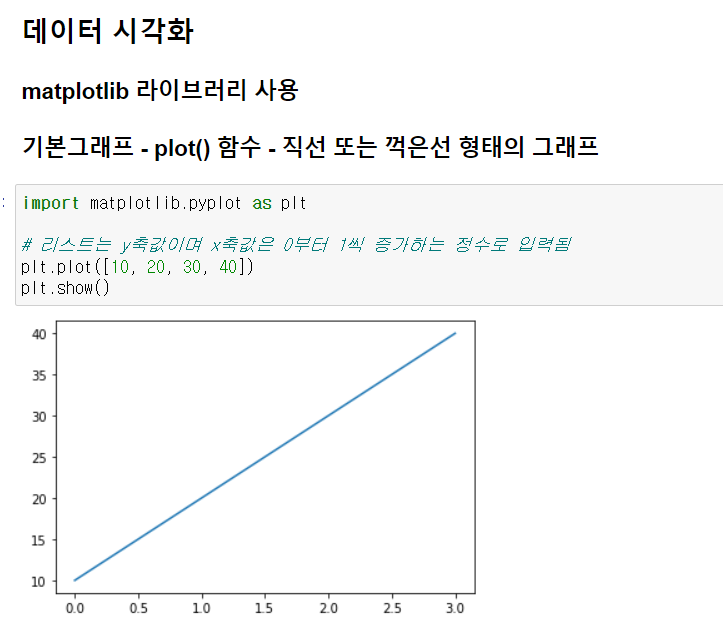 데이터 시각화
matplotlib 라이브러리 사용
기본그래프 - plot() 함수 - 직선 또는 꺽은선 형태의 그래프
:
import matplotlib.pyplot as plt
# 리스트는 y축값이며 x축값은 0부터 1씩 증가하는 정수로 입력됨
plt.plot([10, 20, 30, 40])
plt.show()
40
35
30
25
20
15
10
0.0 0.5 1.0 1.5 2.0 2.5 3.0